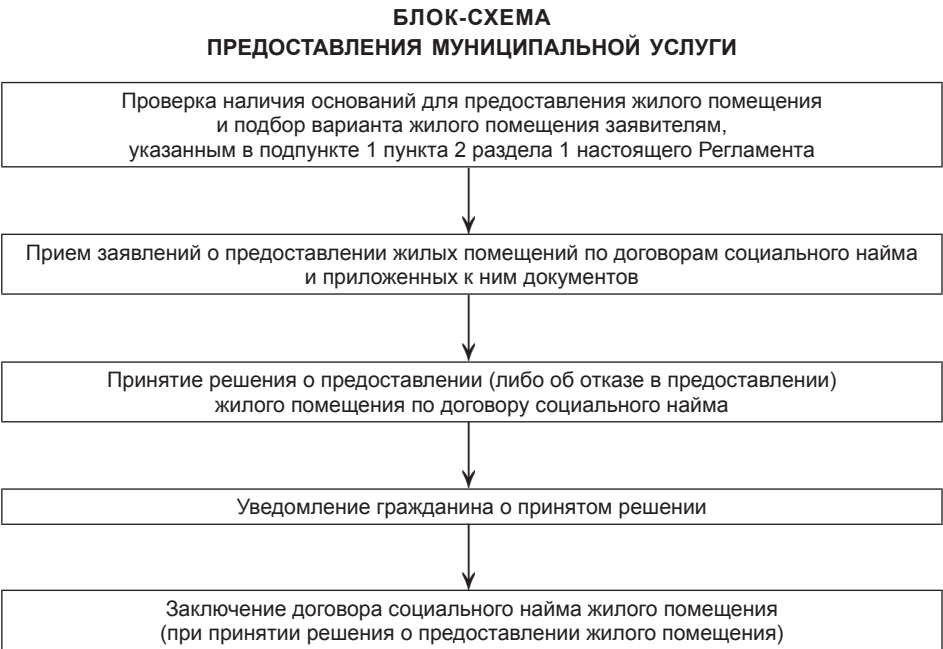 БЛОК-СХЕМА
ПРЕДОСТАВЛЕНИЯ МУНИЦИПАЛЬНОЙ УСЛУГИ
Проверка наличия оснований для предоставления жилого помещения
и подбор варианта жилого помещения заявителям,
указанным в подпункте 1 пункта 2 раздела 1 настоящего Регламента
Прием заявлений о предоставлении жилых помещений по договорам социального найма
и приложенных к ним документов
Принятие решения о предоставлении (либо об отказе в предоставлении)
жилого помещения по договору социального найма
Уведомление гражданина о принятом решении
Заключение договора социального найма жилого помещения
(при принятии решения о предоставлении жилого помещения)